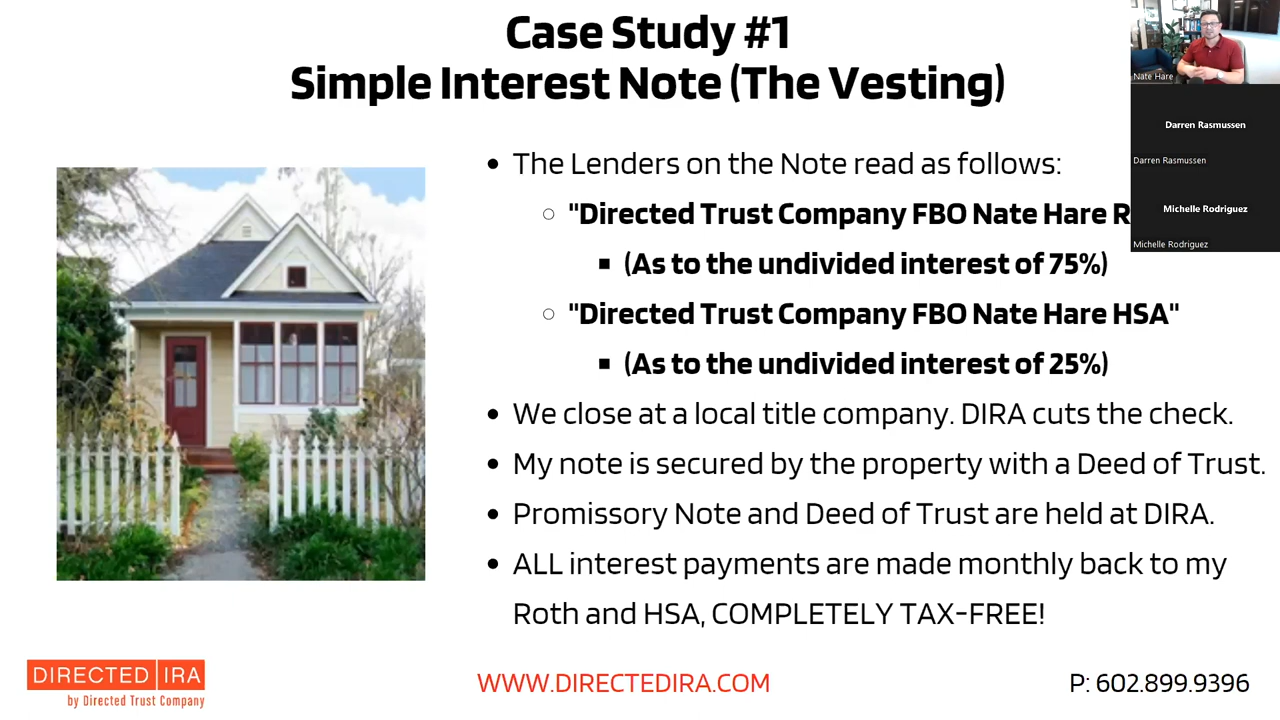 Case Study #1
Simple Interest Note (The Vesting)
Nate Hare
Darren Rasmussen
Darren Rasmussen
Michelle Rodriguez
Michelle Rodriguez
The Lenders on the Note read as follows:
"Directed Trust Company FBO Nate Hare
(As to the undivided interest of 75%)
"Directed Trust Company FBO Nate Hare HSA"
(As to the undivided interest of 25%)
We close at a local title company. DIRA cuts the check.
My note is secured by the property with a Deed of Trust.
Promissory Note and Deed of Trust are held at DIRA.
ALL interest payments are made monthly back to my
Roth and HSA, COMPLETELY TAX-FREE!
DIRECTED IRA
by Directed Trust Company
WWW.DIRECTEDIRA.COM
P: 602.899.9396